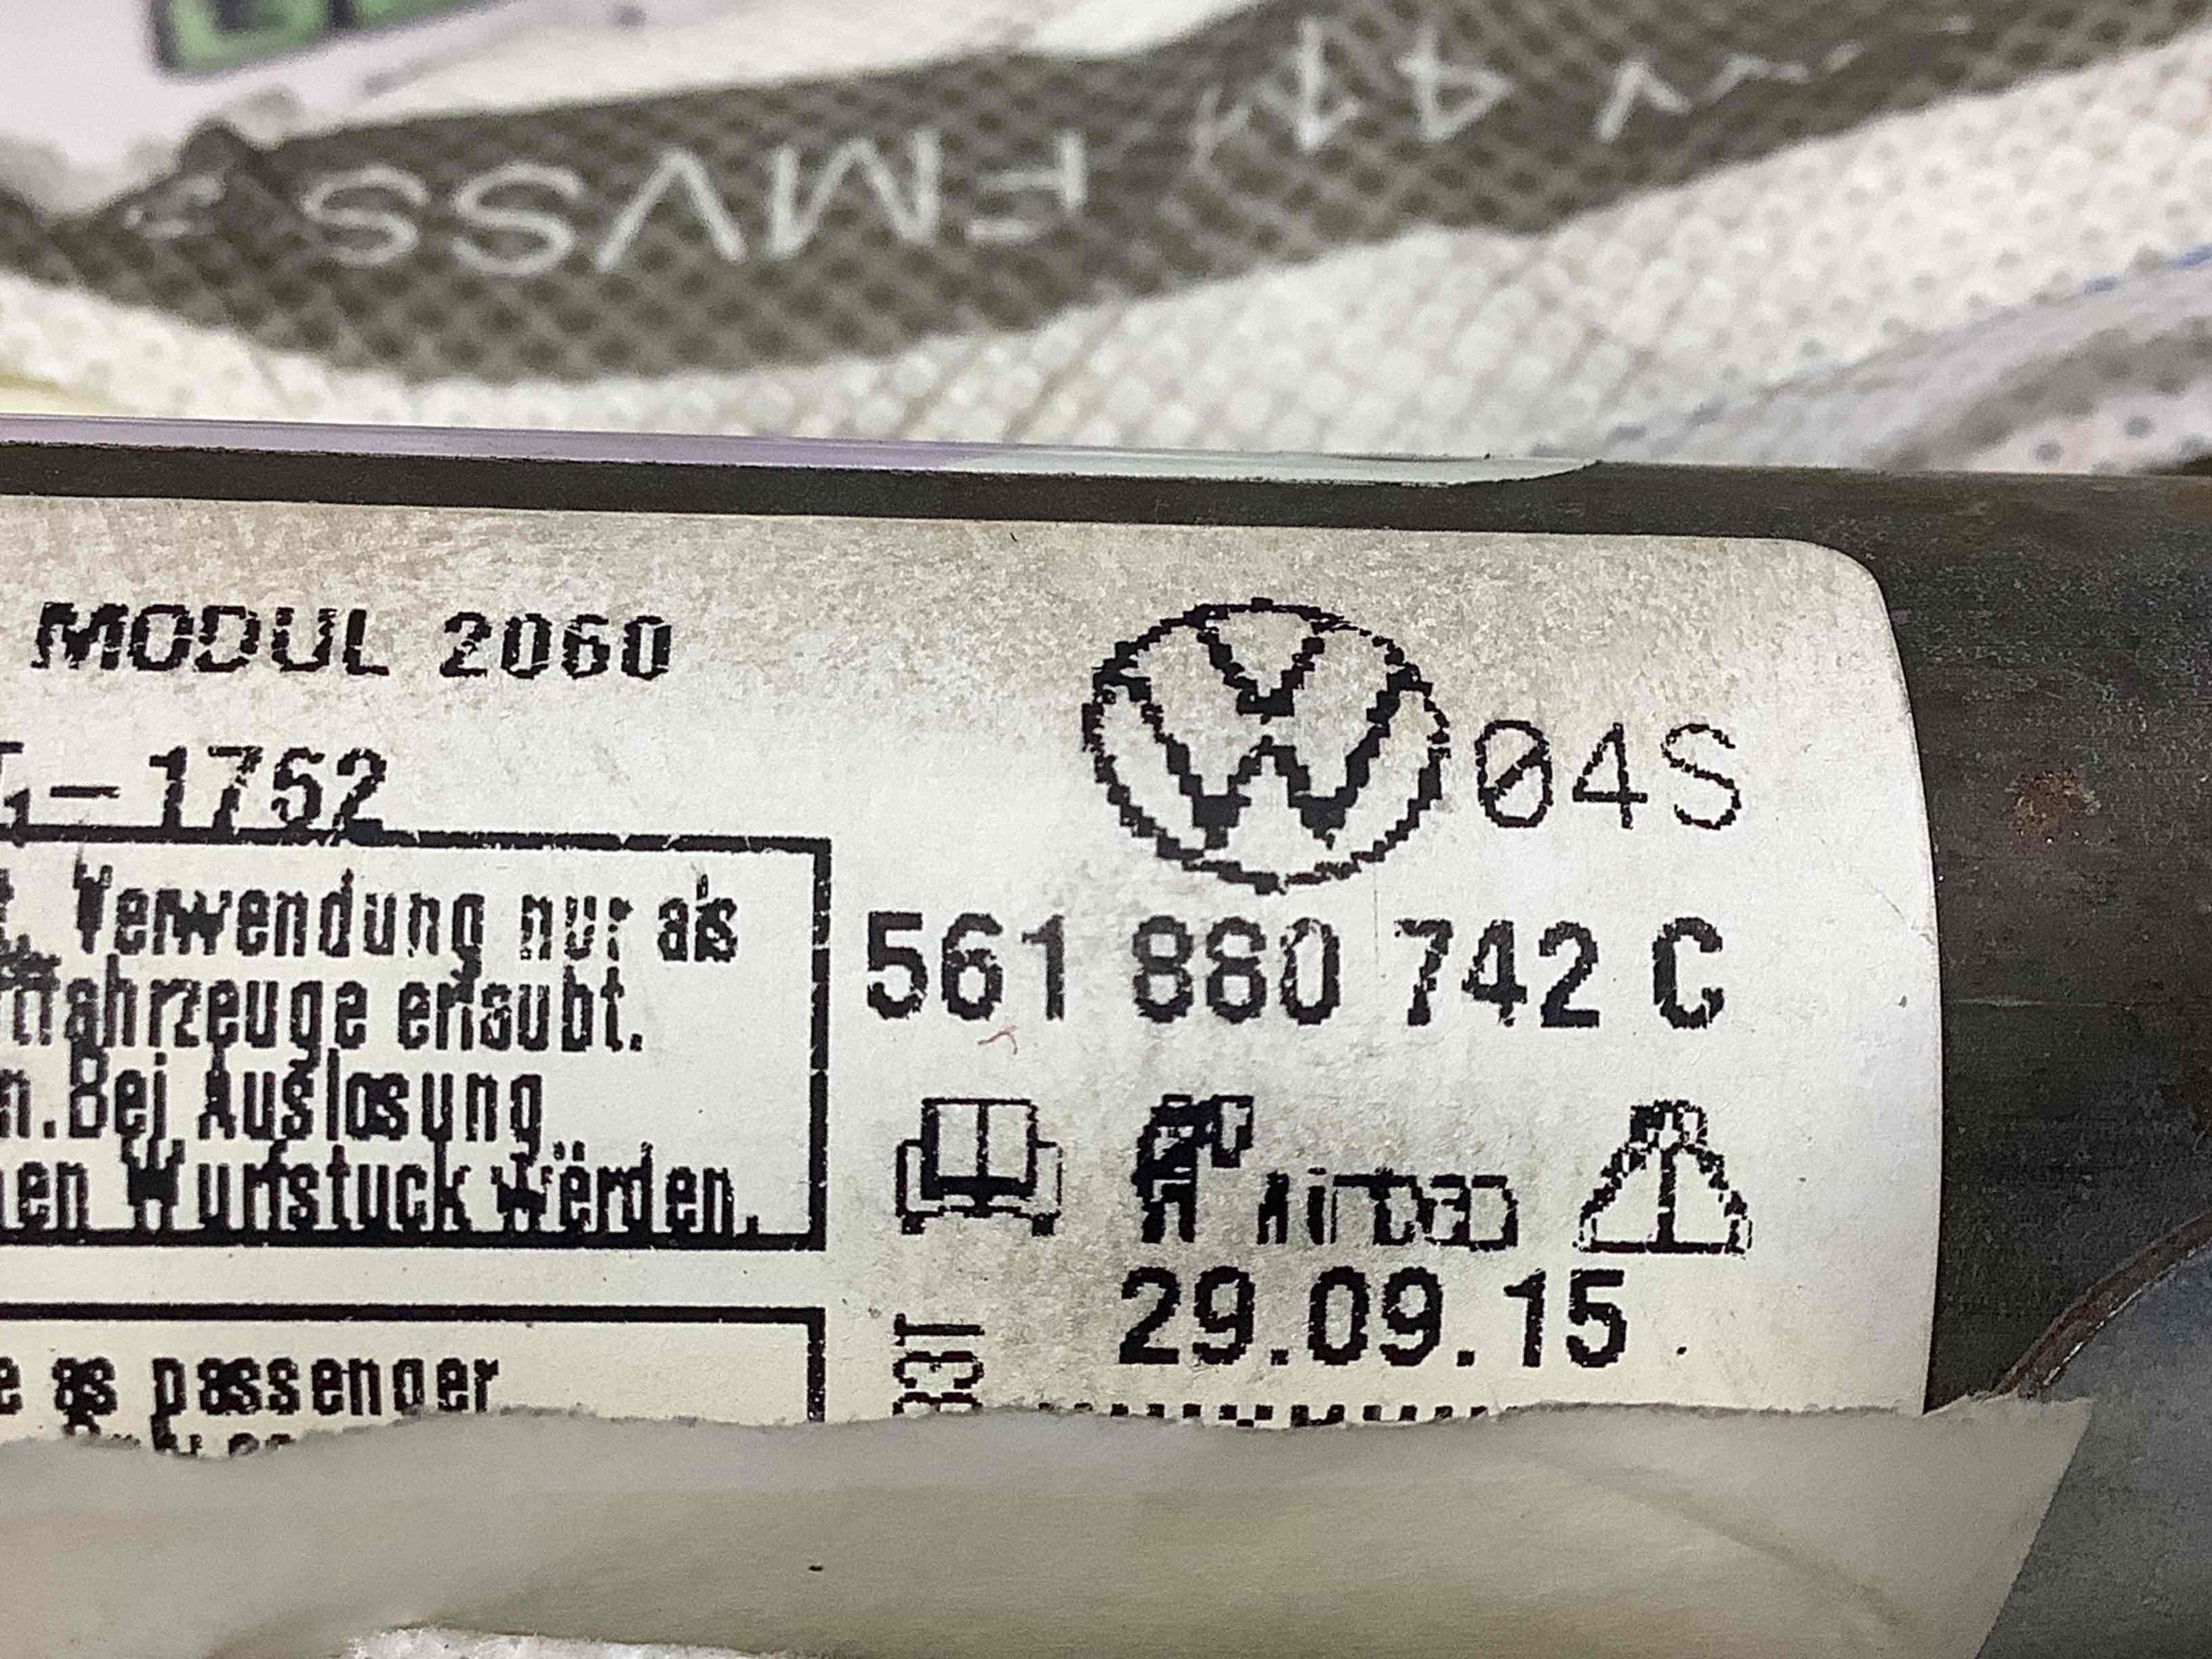 FMVSS
MODUL 2060
-1752
04S
Verwendung nur als
fahrzeuge erlaubt.
Bei Auslosung
Wurfstuck werden.
561 880 742 C
Airbag
29.09.15
33T
as passenger